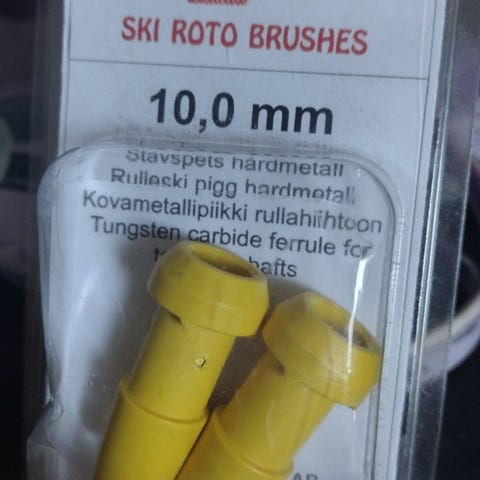 SKI ROTO BRUSHES
10,0 mm
Stavspets hårdmetall
Rulleski pigg hardmetall
Kovametallipiikki rullahiihtoon
Tungsten carbide ferrule for